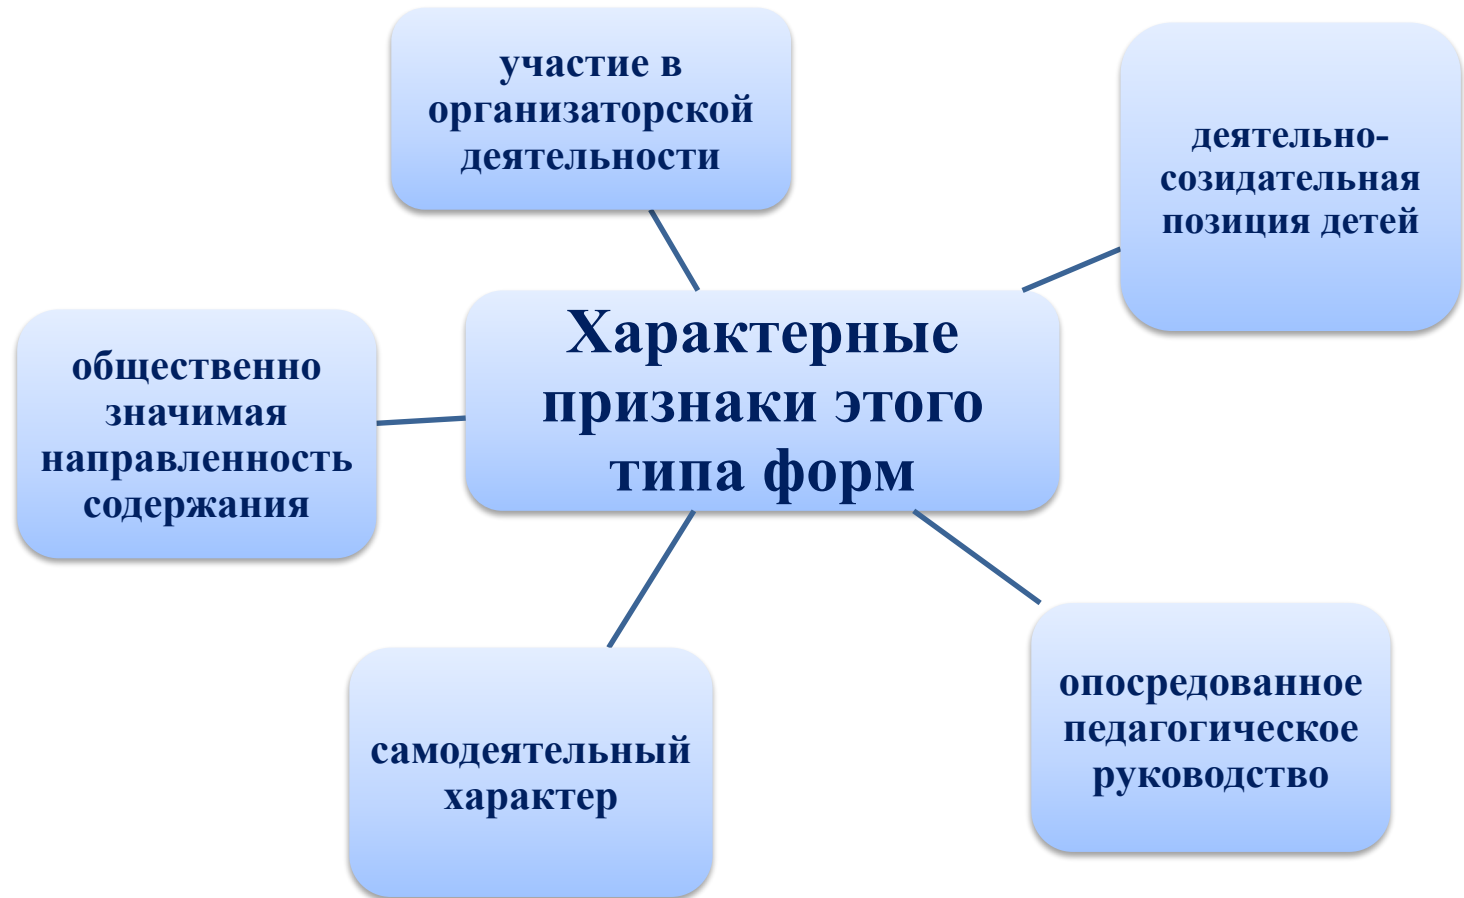 участие в
организаторской
деятельности
деятельно-
созидательная
позиция детей
Характерные
признаки этого
типа форм
общественно
значимая
направленность
содержания
самодеятельный
характер
опосредованное
педагогическое
руководство